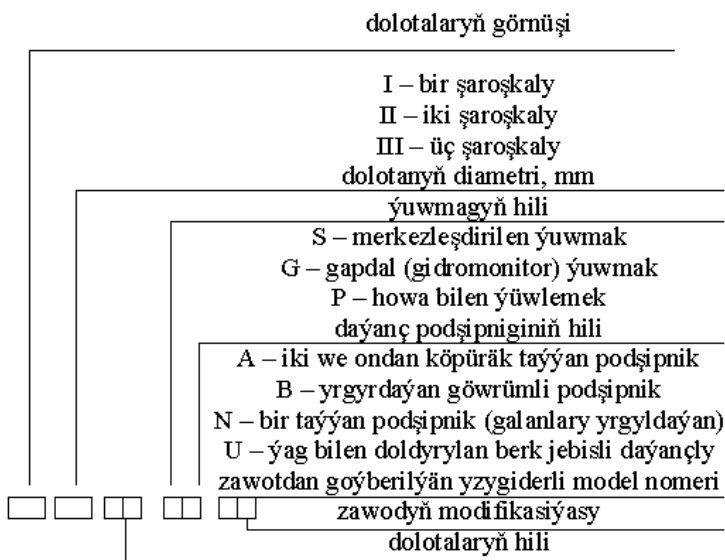 dolotalaryň görnüşi
I – bir şaroşkaly
II – iki şaroşkaly
III – üç şaroşkaly
dolotanyň diametri, mm
ýuwmagyň hili
S – merkezleşdirilen ýuwmak
G – gapdal (gidromonitor) ýuwmak
P – howa bilen ýüwlemek
daýanç podşipniginiň hili
A – iki we ondan köpüräk taýýan podşipnik
B – yrgyrdaýan göwrümli podşipnik
N – bir taýýan podşipnik (galanlary yrgyldaýan)
U – ýag bilen doldyrylan berk jebisli daýançly
zawotdan goýberilýän yzygiderli model nomeri
zawodyň modifikasiýasy
dolotalaryň hili